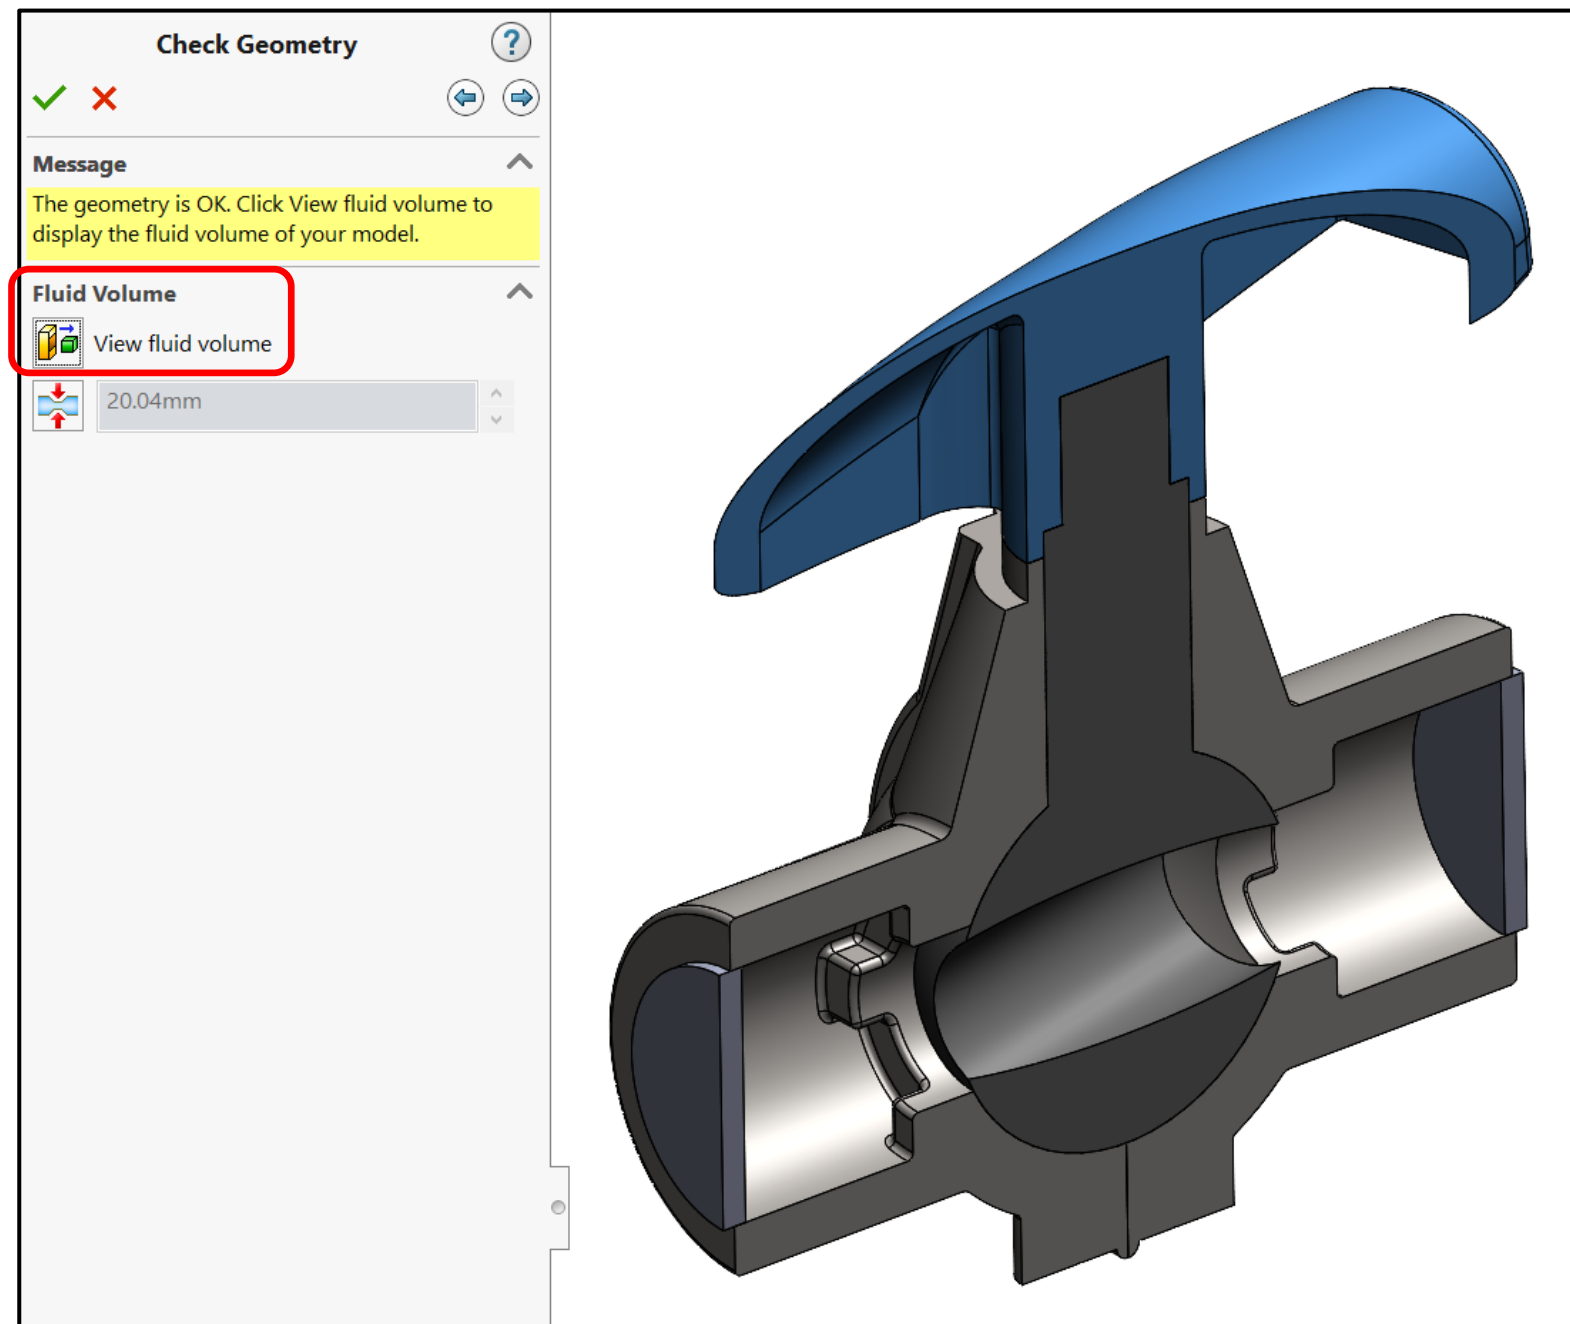 Check Geometry
?
Message
The geometry is OK. Click View fluid volume to
display the fluid volume of your model.
Fluid Volume
View fluid volume
20.04mm